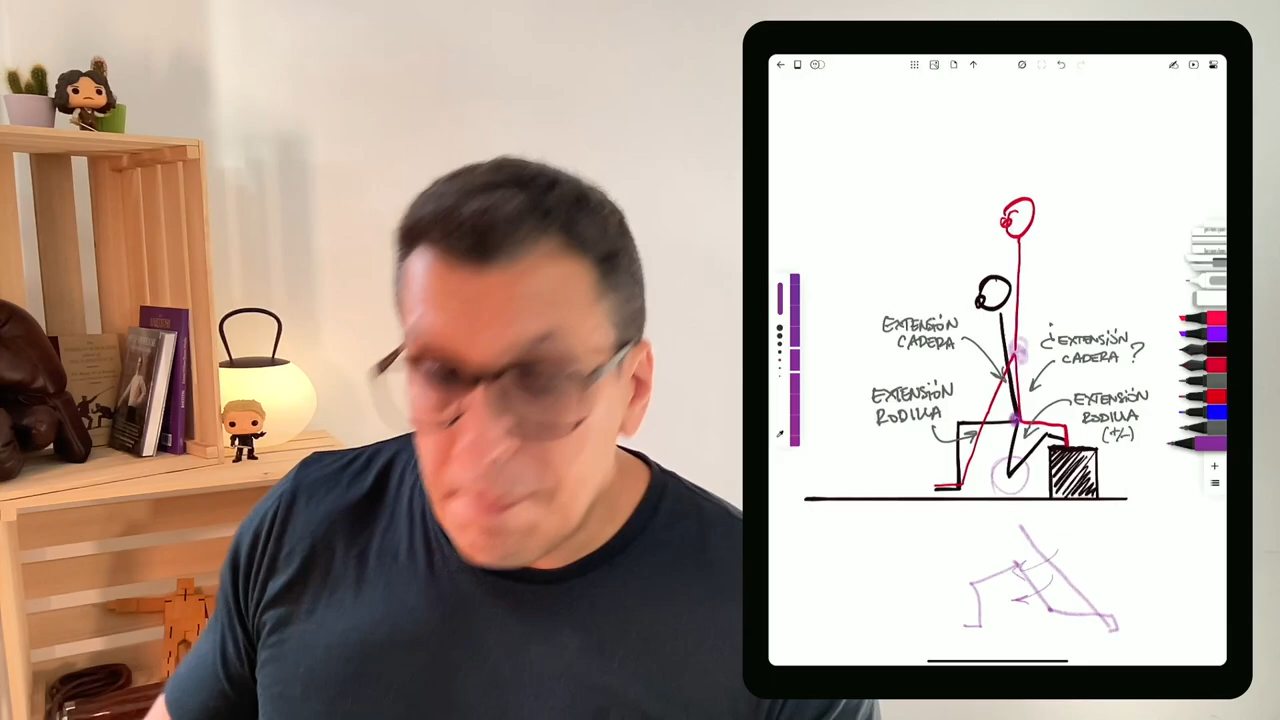 EXTENSIÓN
CADERA
¿EXTENSIÓN
CADERA?
EXTENSIÓN
RODILLA
EXTENSIÓN
RODILLA
(+/-)